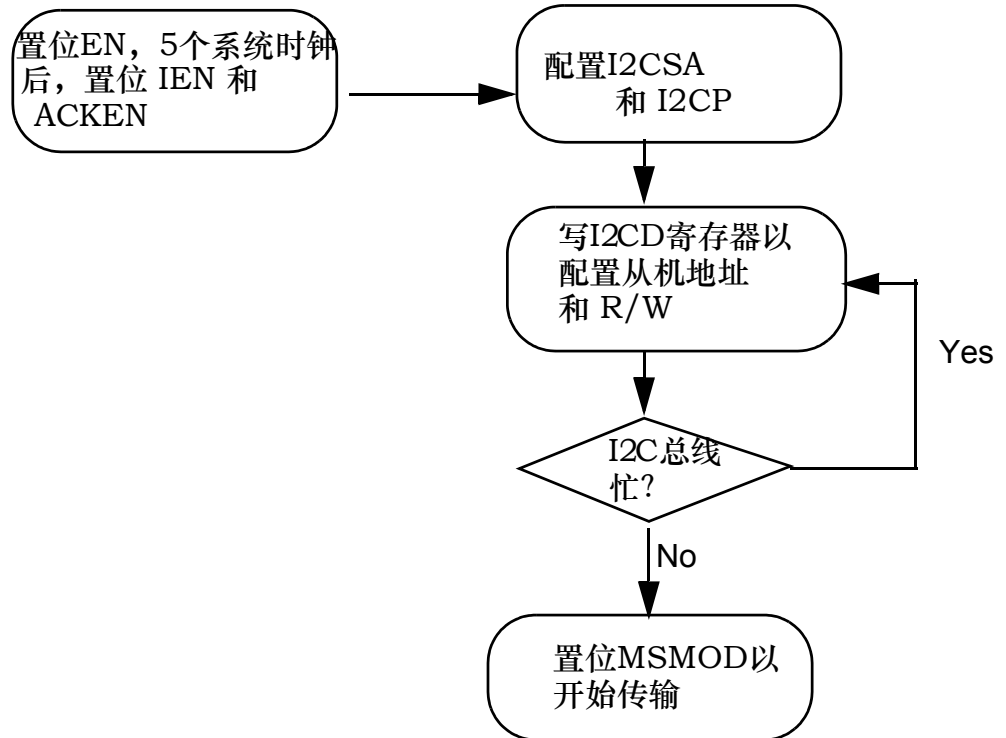 置位EN，5个系统时钟
后，置位 IEN 和
ACKEN
配置I2CSA
和 I2CP
写I2CD寄存器以
配置从机地址
和 R/W
Yes
I2C总线
忙?
No
置位MSMOD以
开始传输